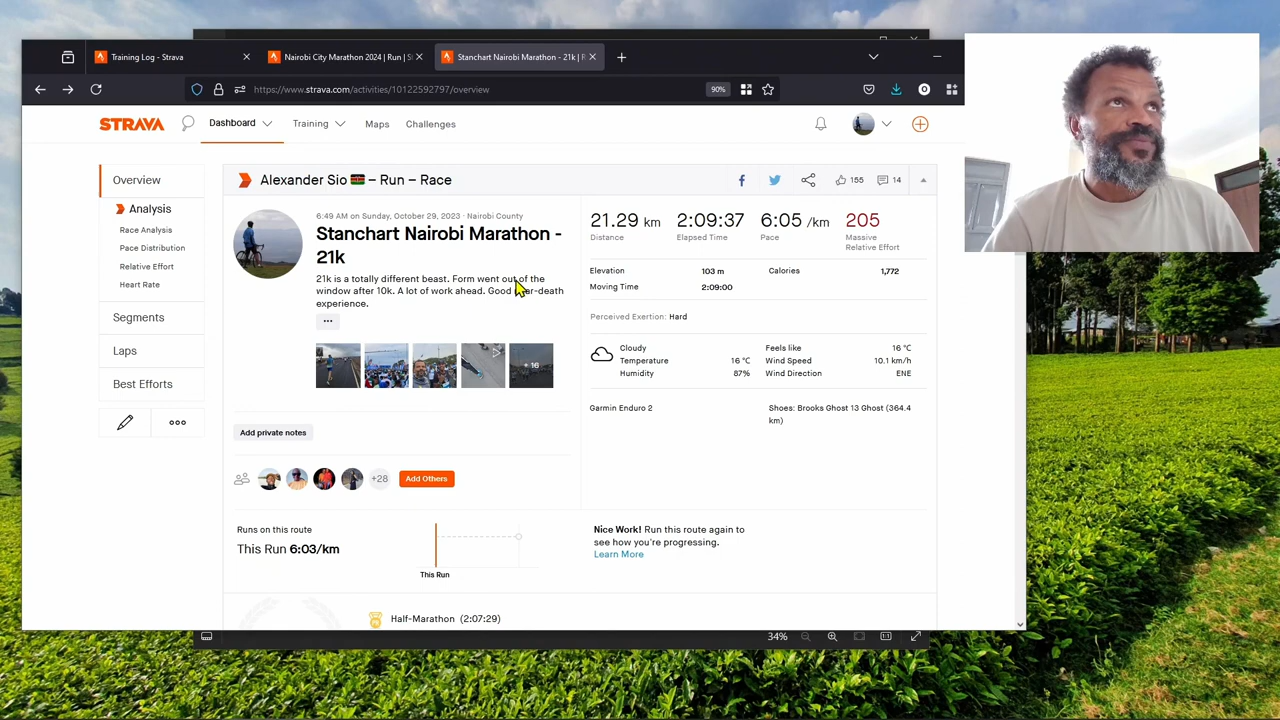 Training Log - Strava
Nairobi City Marathon 2024 | Run | S
Stanchart Nairobi Marathon - 21k | R
https://www.strava.com/activities/10122592797/overview
90%
STRAVA
Dashboard
Training
Maps
Challenges
Overview
Analysis
Race Analysis
Pace Distribution
Relative Effort
Heart Rate
Segments
Laps
Best Efforts
Alexander Sio – Run – Race
155
14
6:49 AM on Sunday, October 29, 2023 · Nairobi County
Stanchart Nairobi Marathon -
21k
21k is a totally different beast. Form went out of the
window after 10k. A lot of work ahead. Good -death
experience.
+ 16
Add private notes
+28
Add Others
21.29 km
Distance
2:09:37
Elapsed Time
6:05 /km
Pace
205
Massive
Relative Effort
Elevation 103 m
Calories 1,772
Moving Time 2:09:00
Perceived Exertion: Hard
Cloudy
Temperature 16 °C
Humidity 87%
Feels like 16 °C
Wind Speed 10.1 km/h
Wind Direction ENE
Garmin Enduro 2
Shoes: Brooks Ghost 13 Ghost (364.4
km)
Runs on this route
This Run 6:03/km
This Run
Nice Work! Run this route again to
see how you're progressing.
Learn More
Half-Marathon (2:07:29)
34%
1:1